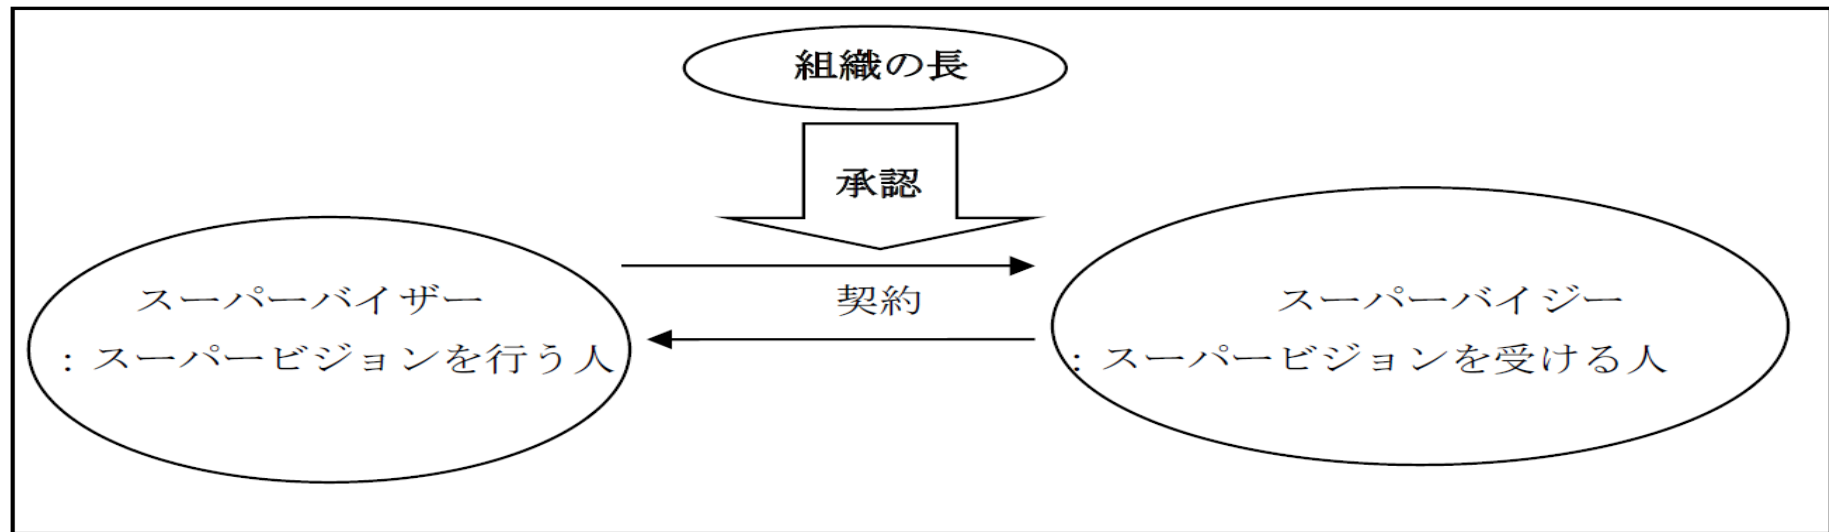 組織の長
承認
契約
スーパーバイザー
：スーパービジョンを行う人
スーパーバイジー
：スーパービジョンを受ける人